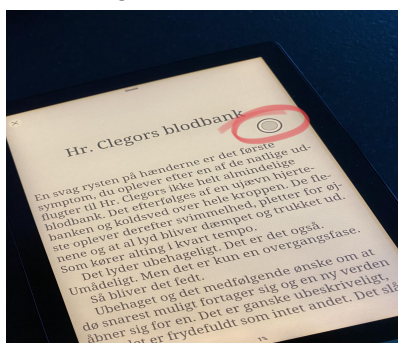 Hr. Clegors blodbank
En svag rysten på hænderne er det første
symptom, du oplever efter en af de natlige ud-
flugter til Hr. Clegors ikke helt almindelige
blodbank. Det efterfølges af en ujævn hjerte-
banken og koldsved over hele kroppen. De fle-
ste oplever derefter svimmelhed, pletter for øj-
nene og at al lyd bliver dæmpet og trukket ud.
Som kører alting i kvart tempo.
Det lyder ubehageligt. Det er det også.
Umådeligt. Men det er kun en overgangsfase.
Så bliver det fedt.
Ubehaget og det medfølgende ønske om at
dø snarest muligt fortager sig og en ny verden
åbner sig for en. Det er ganske ubeskriveligt,
er frydefuldt som intet andet. Det slå